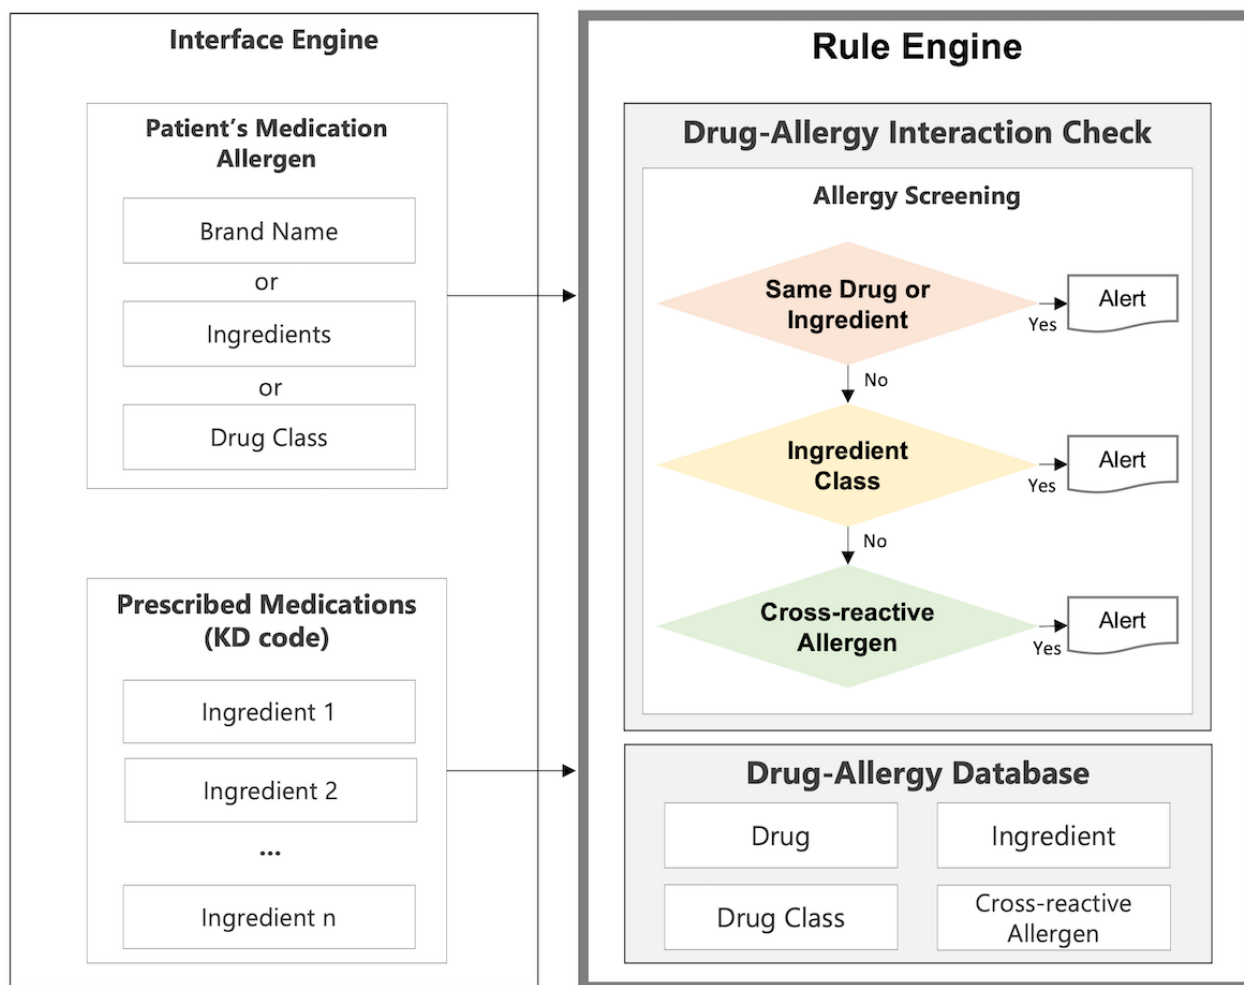 Interface Engine
Patient's Medication
Allergen
Brand Name
or
Ingredients
or
Drug Class
Prescribed Medications
(KD code)
Ingredient 1
Ingredient 2
...
Ingredient n
Rule Engine
Drug-Allergy Interaction Check
Allergy Screening
Same Drug or
Ingredient
Yes
Alert
No
Ingredient
Class
Yes
Alert
No
Cross-reactive
Allergen
Yes
Alert
Drug-Allergy Database
Drug
Ingredient
Drug Class
Cross-reactive
Allergen